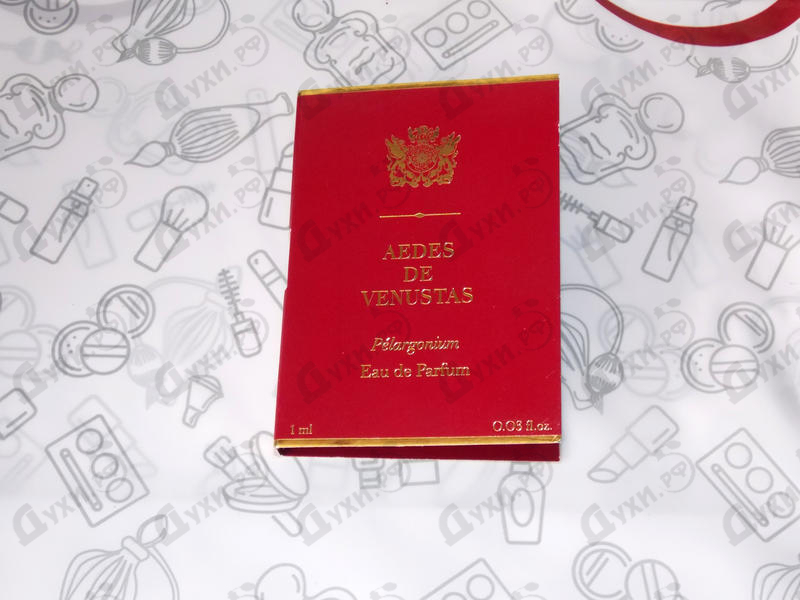 AEDES
DE
VENUSTAS
Pélargonium
Eau de Parfum
1 ml 0.03 fl.oz.
Духи.рф